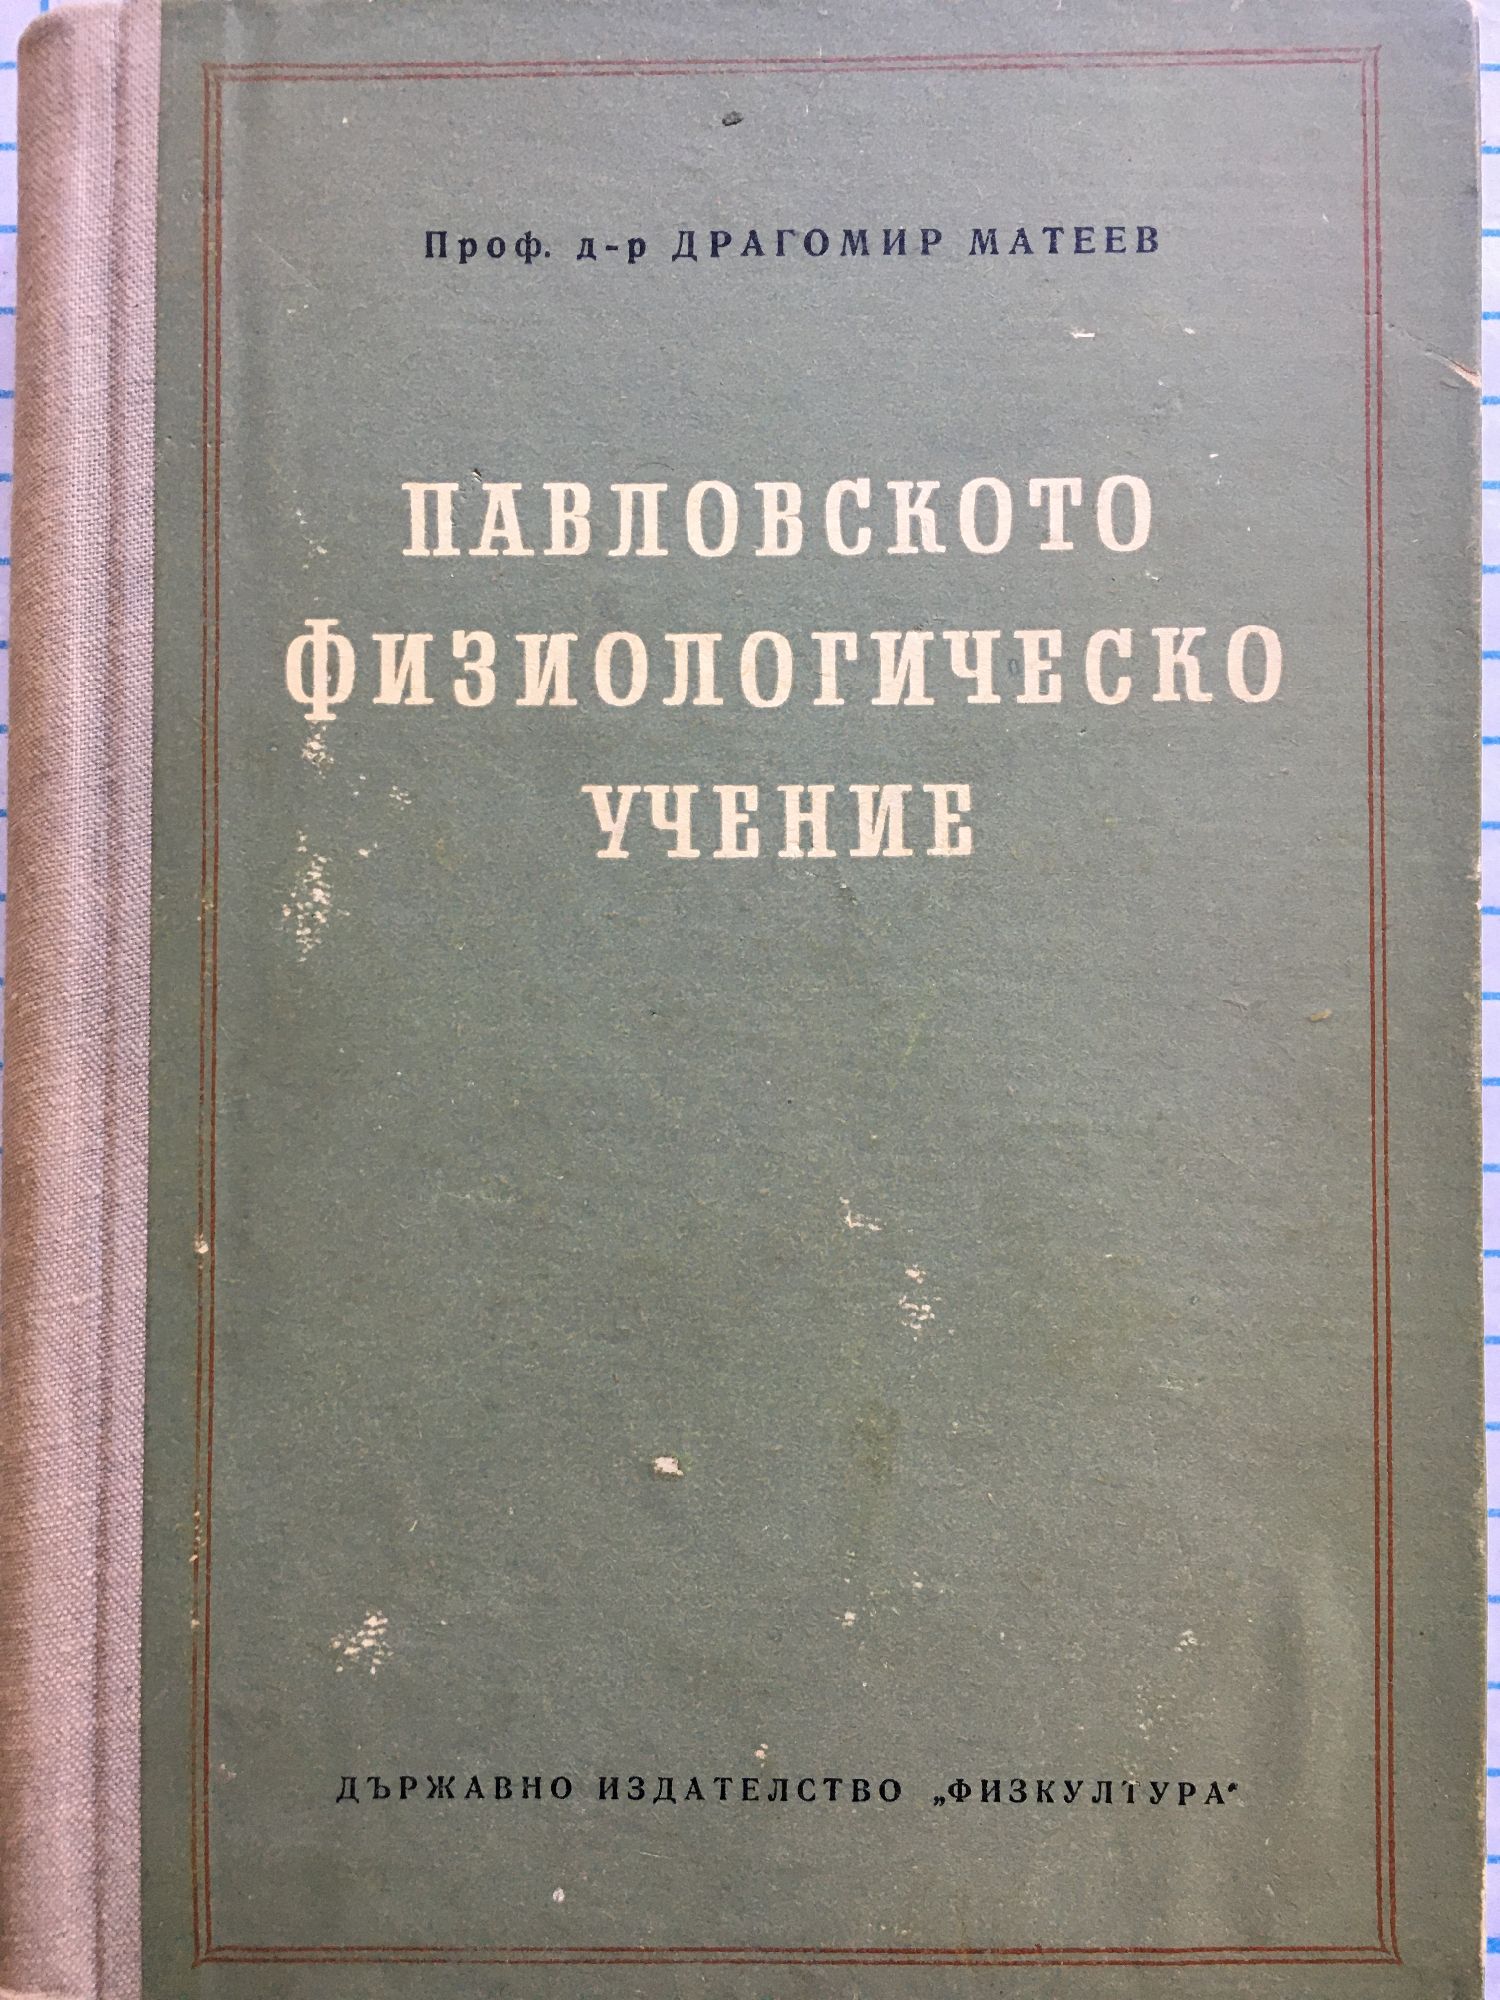 Проф. д-р ДРАГОМИР МАТЕЕВ
ПАВЛОВСКОТО
ФИЗИОЛОГИЧЕСКО
УЧЕНИЕ
ДЪРЖАВНО ИЗДАТЕЛСТВО „ФИЗКУЛТУРА“